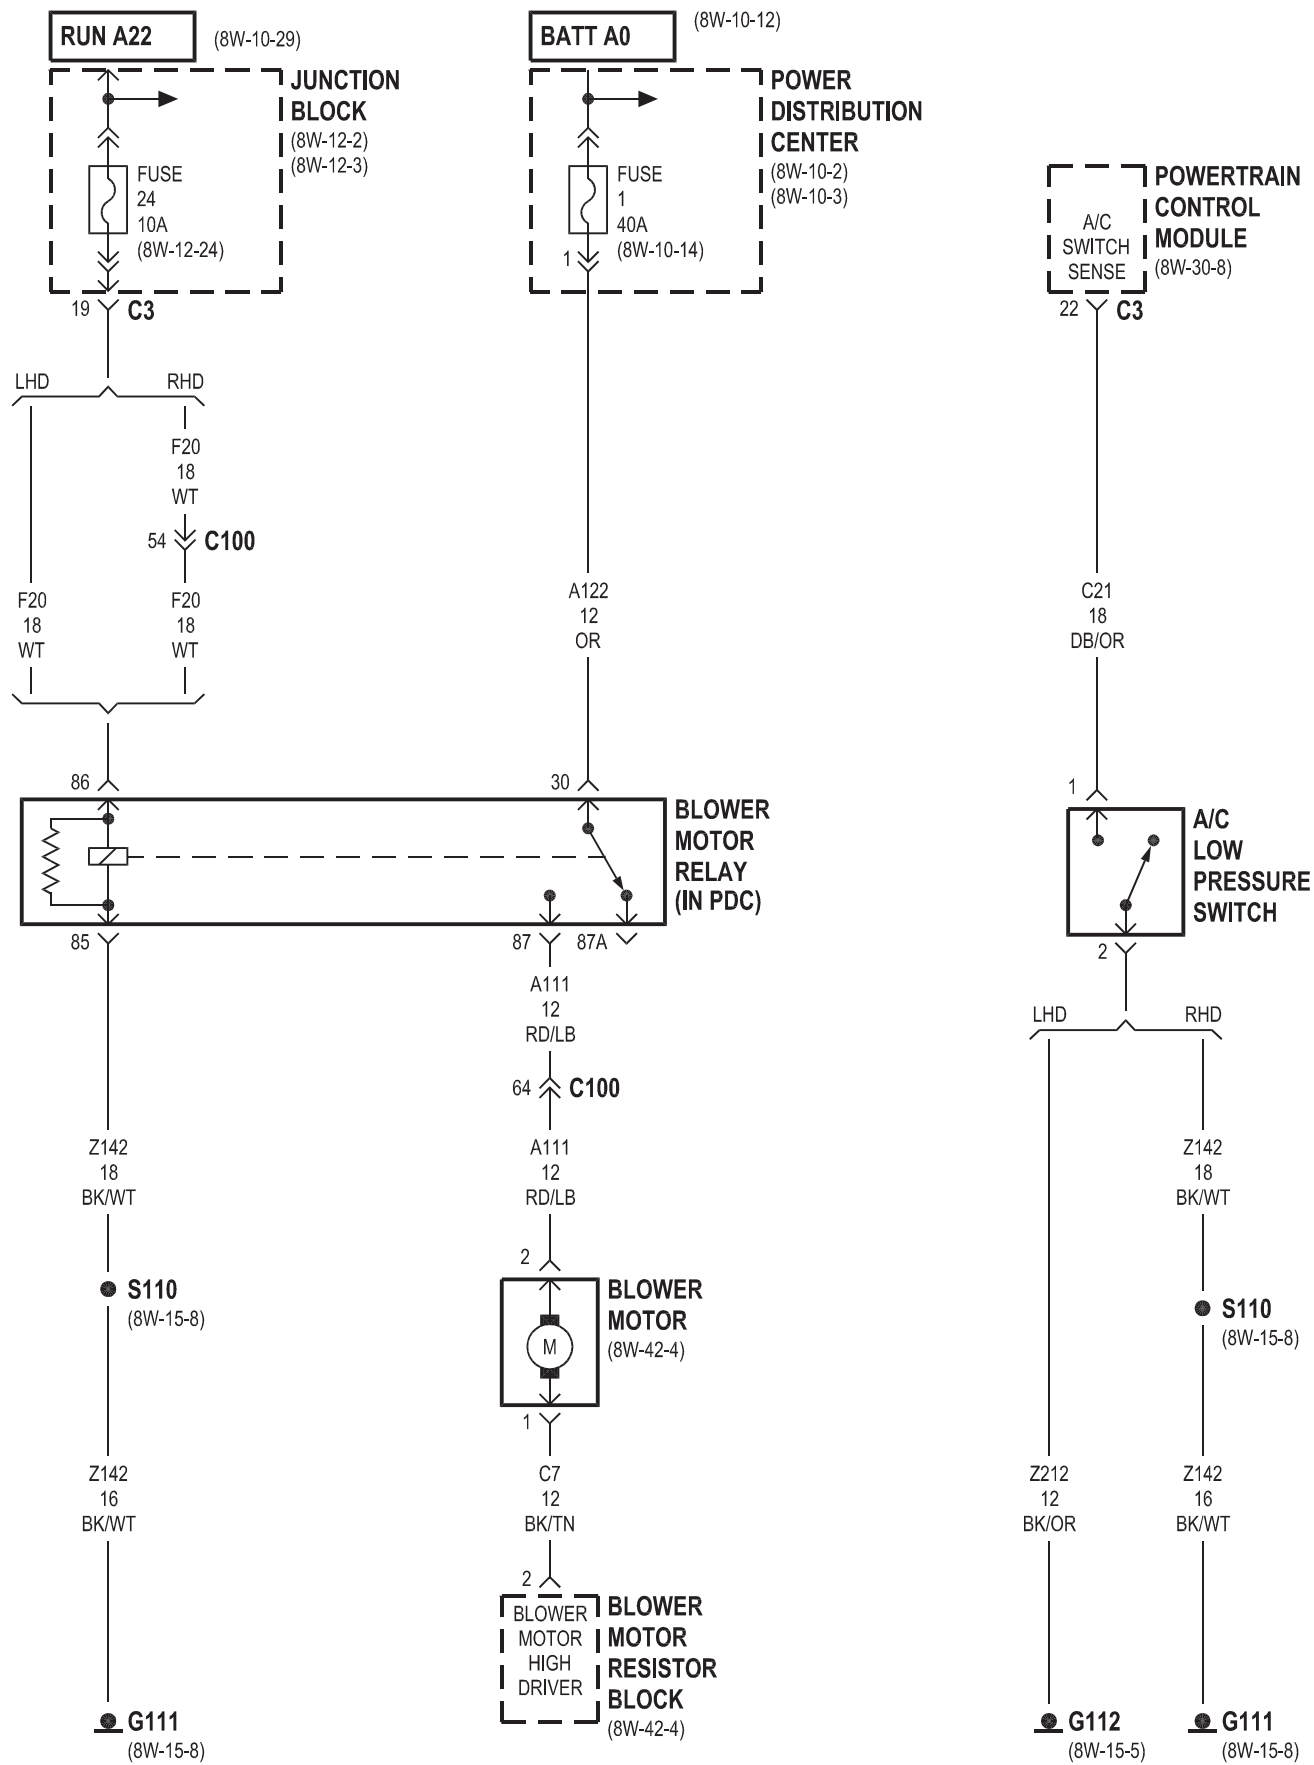 RUN A22
(8W-10-29)
JUNCTION
BLOCK
(8W-12-2)
(8W-12-3)
FUSE
24
10A
(8W-12-24)
19
C3
LHD
RHD
F20
18
WT
54
C100
F20
18
WT
F20
18
WT
BATT A0
(8W-10-12)
POWER
DISTRIBUTION
CENTER
(8W-10-2)
(8W-10-3)
FUSE
1
40A
(8W-10-14)
1
A122
12
OR
POWERTRAIN
CONTROL
MODULE
(8W-30-8)
A/C
SWITCH
SENSE
22
C3
C21
18
DB/OR
86
30
BLOWER
MOTOR
RELAY
(IN PDC)
85
87
87A
1
A/C
LOW
PRESSURE
SWITCH
2
Z142
18
BK/WT
S110
(8W-15-8)
Z142
16
BK/WT
G111
(8W-15-8)
A111
12
RD/LB
64
C100
A111
12
RD/LB
2
M
BLOWER
MOTOR
(8W-42-4)
1
C7
12
BK/TN
2
BLOWER
MOTOR
HIGH
DRIVER
BLOWER
MOTOR
RESISTOR
BLOCK
(8W-42-4)
LHD
RHD
Z142
18
BK/WT
S110
(8W-15-8)
Z212
12
BK/OR
Z142
16
BK/WT
G112
(8W-15-5)
G111
(8W-15-8)